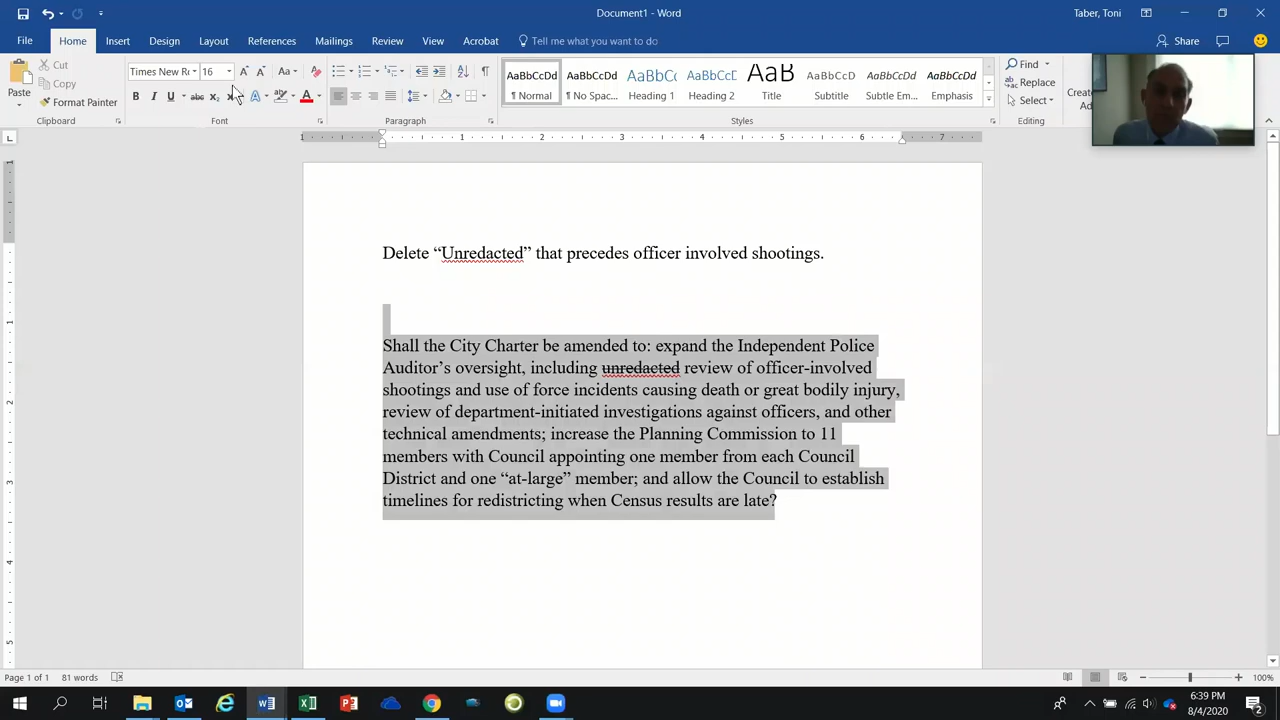 Document1 - Word
Taber, Toni
File Home Insert Design Layout References Mailings Review View Acrobat Tell me what you want to do Share
Cut
Copy
Format Painter
Paste
Clipboard
Times New Ro 16
Font
Paragraph
AaBbCcDd AaBbCcDd AaBbCc AaBbCcD AaB AaBbCcD AaBbCcDd AaBbCcDd
¶ Normal ¶ No Spac... Heading 1 Heading 2 Title Subtitle Subtle Em... Emphasis
Styles
Find
Replace
Select
Editing
Create
Delete “Unredacted” that precedes officer involved shootings.
Shall the City Charter be amended to: expand the Independent Police
Auditor’s oversight, including unredacted review of officer-involved
shootings and use of force incidents causing death or great bodily injury,
review of department-initiated investigations against officers, and other
technical amendments; increase the Planning Commission to 11
members with Council appointing one member from each Council
District and one “at-large” member; and allow the Council to establish
timelines for redistricting when Census results are late?
Page 1 of 1 81 words
100%
6:39 PM
8/4/2020